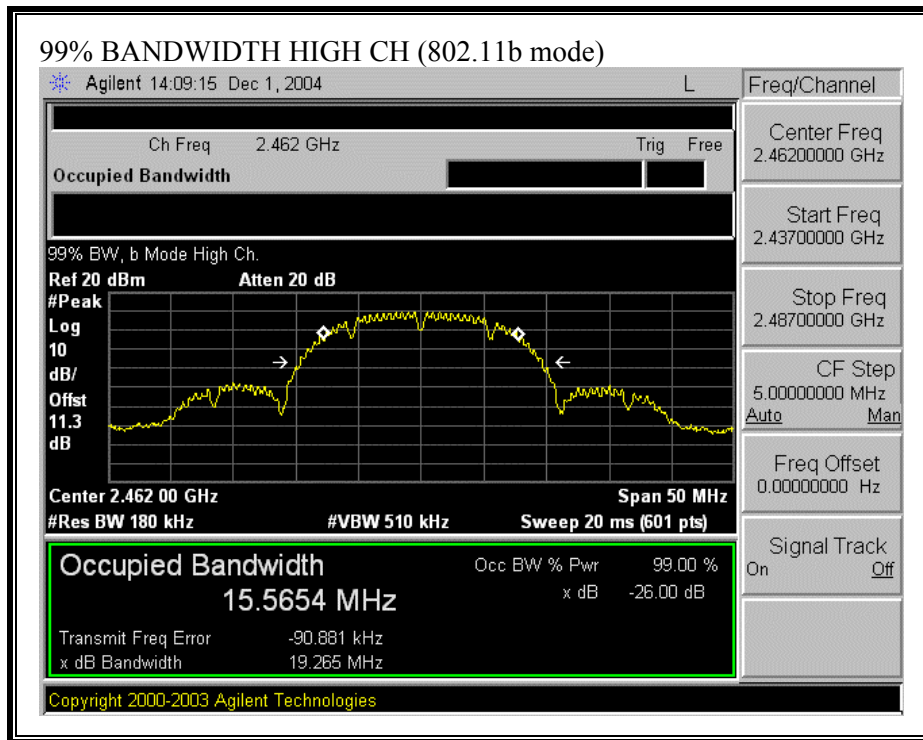 99% BANDWIDTH HIGH CH (802.11b mode)
Agilent 14:09:15 Dec 1, 2004 L
Freq/Channel
Ch Freq 2.462 GHz Trig Free
Occupied Bandwidth
Center Freq
2.46200000 GHz
Start Freq
2.43700000 GHz
Stop Freq
2.48700000 GHz
CF Step
5.00000000 MHz
Auto Man
Freq Offset
0.00000000 Hz
Signal Track
On Off
99% BW, b Mode High Ch.
Ref 20 dBm Atten 20 dB
#Peak
Log
10
dB/
Offst
11.3
dB
Center 2.462 00 GHz Span 50 MHz
#Res BW 180 kHz #VBW 510 kHz Sweep 20 ms (601 pts)
Occupied Bandwidth Occ BW % Pwr 99.00 %
15.5654 MHz x dB -26.00 dB
Transmit Freq Error -90.881 kHz
x dB Bandwidth 19.265 MHz
Copyright 2000-2003 Agilent Technologies